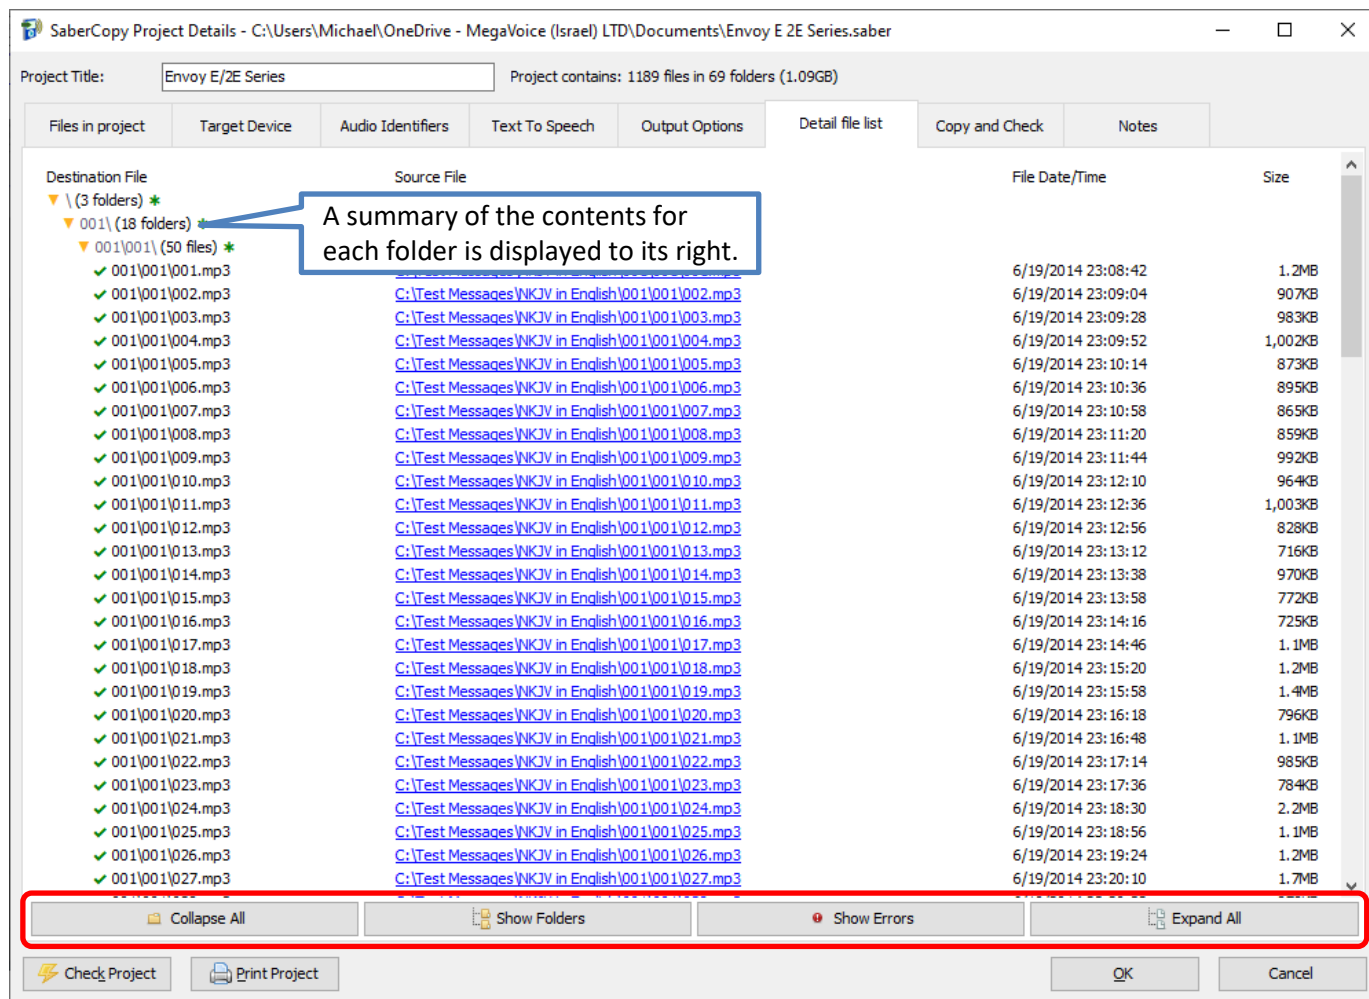 SaberCopy Project Details - C:\Users\Michael\OneDrive - MegaVoice (Israel) LTD\Documents\Envoy E 2E Series.saber
Project Title: Envoy E/2E Series Project contains: 1189 files in 69 folders (1.09GB)
Files in project Target Device Audio Identifiers Text To Speech Output Options Detail file list Copy and Check Notes
Destination File Source File File Date/Time Size
\ (3 folders) *
001\ (18 folders)
A summary of the contents for
each folder is displayed to its right.
001\001\ (50 files) *
001\001\001.mp3 6/19/2014 23:08:42 1.2MB
001\001\002.mp3 C:\Test Messages\NKJV in English\001\001\002.mp3 6/19/2014 23:09:04 907KB
001\001\003.mp3 C:\Test Messages\NKJV in English\001\001\003.mp3 6/19/2014 23:09:28 983KB
001\001\004.mp3 C:\Test Messages\NKJV in English\001\001\004.mp3 6/19/2014 23:09:52 1,002KB
001\001\005.mp3 C:\Test Messages\NKJV in English\001\001\005.mp3 6/19/2014 23:10:14 873KB
001\001\006.mp3 C:\Test Messages\NKJV in English\001\001\006.mp3 6/19/2014 23:10:36 895KB
001\001\007.mp3 C:\Test Messages\NKJV in English\001\001\007.mp3 6/19/2014 23:10:58 865KB
001\001\008.mp3 C:\Test Messages\NKJV in English\001\001\008.mp3 6/19/2014 23:11:20 859KB
001\001\009.mp3 C:\Test Messages\NKJV in English\001\001\009.mp3 6/19/2014 23:11:44 992KB
001\001\010.mp3 C:\Test Messages\NKJV in English\001\001\010.mp3 6/19/2014 23:12:10 964KB
001\001\011.mp3 C:\Test Messages\NKJV in English\001\001\011.mp3 6/19/2014 23:12:36 1,003KB
001\001\012.mp3 C:\Test Messages\NKJV in English\001\001\012.mp3 6/19/2014 23:12:56 828KB
001\001\013.mp3 C:\Test Messages\NKJV in English\001\001\013.mp3 6/19/2014 23:13:12 716KB
001\001\014.mp3 C:\Test Messages\NKJV in English\001\001\014.mp3 6/19/2014 23:13:38 970KB
001\001\015.mp3 C:\Test Messages\NKJV in English\001\001\015.mp3 6/19/2014 23:13:58 772KB
001\001\016.mp3 C:\Test Messages\NKJV in English\001\001\016.mp3 6/19/2014 23:14:16 725KB
001\001\017.mp3 C:\Test Messages\NKJV in English\001\001\017.mp3 6/19/2014 23:14:46 1.1MB
001\001\018.mp3 C:\Test Messages\NKJV in English\001\001\018.mp3 6/19/2014 23:15:20 1.2MB
001\001\019.mp3 C:\Test Messages\NKJV in English\001\001\019.mp3 6/19/2014 23:15:58 1.4MB
001\001\020.mp3 C:\Test Messages\NKJV in English\001\001\020.mp3 6/19/2014 23:16:18 796KB
001\001\021.mp3 C:\Test Messages\NKJV in English\001\001\021.mp3 6/19/2014 23:16:48 1.1MB
001\001\022.mp3 C:\Test Messages\NKJV in English\001\001\022.mp3 6/19/2014 23:17:14 985KB
001\001\023.mp3 C:\Test Messages\NKJV in English\001\001\023.mp3 6/19/2014 23:17:36 784KB
001\001\024.mp3 C:\Test Messages\NKJV in English\001\001\024.mp3 6/19/2014 23:18:30 2.2MB
001\001\025.mp3 C:\Test Messages\NKJV in English\001\001\025.mp3 6/19/2014 23:18:56 1.1MB
001\001\026.mp3 C:\Test Messages\NKJV in English\001\001\026.mp3 6/19/2014 23:19:24 1.2MB
001\001\027.mp3 C:\Test Messages\NKJV in English\001\001\027.mp3 6/19/2014 23:20:10 1.7MB
Collapse All Show Folders Show Errors Expand All
Check Project Print Project OK Cancel